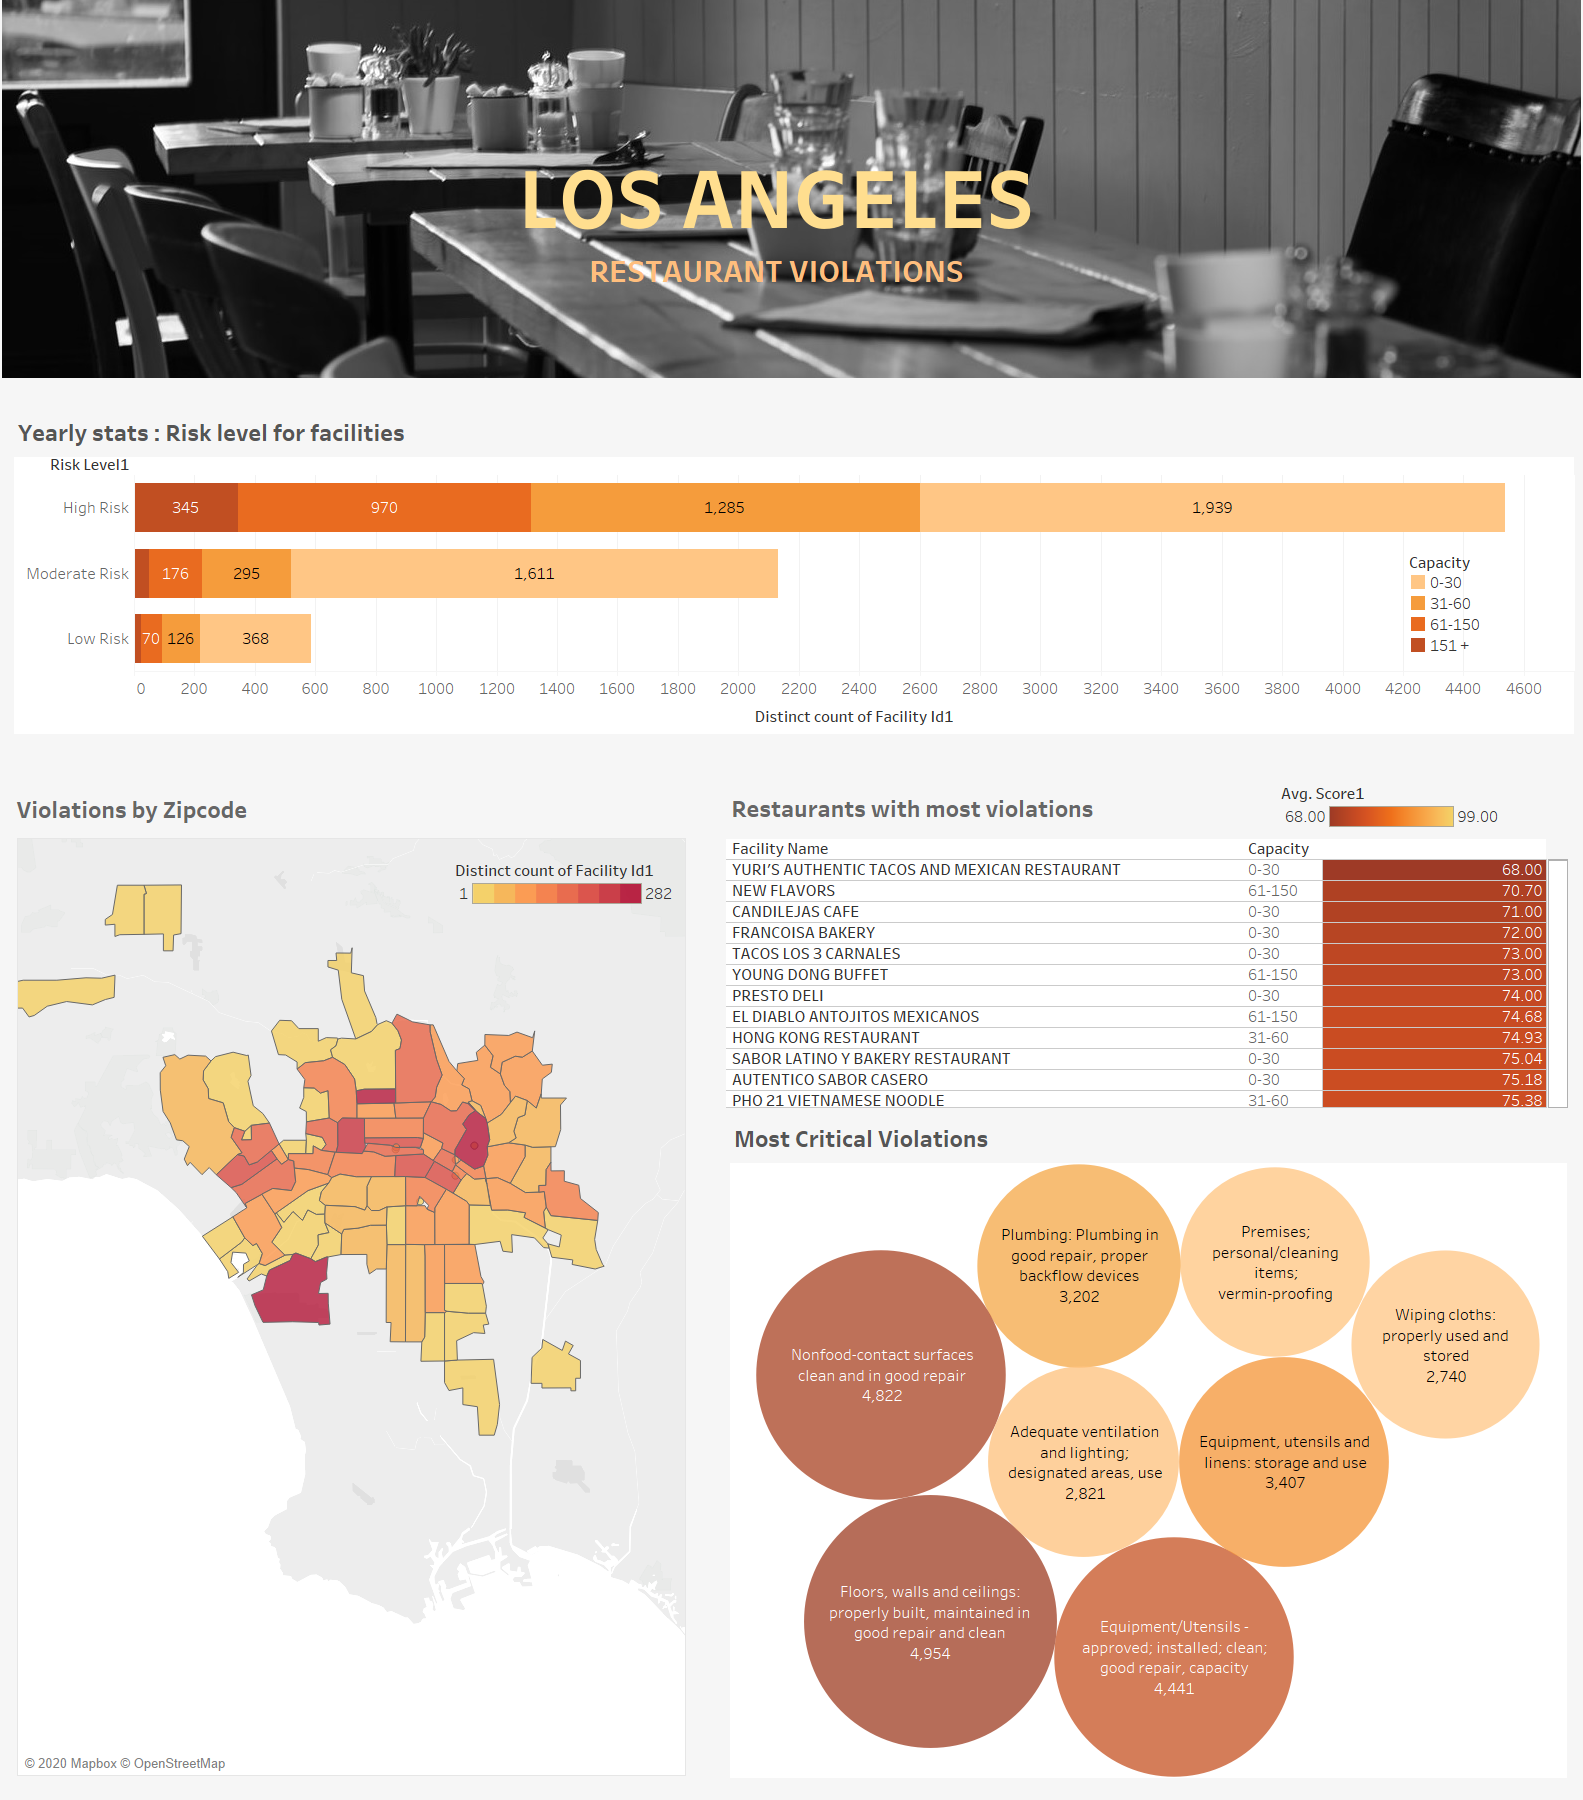 LOS ANGELES
RESTAURANT VIOLATIONS
Yearly stats : Risk level for facilities
Risk Level1
High Risk 345 970 1,285 1,939
Moderate Risk 176 295 1,611
Low Risk 70 126 368
Capacity
0-30
31-60
61-150
151 +
0 200 400 600 800 1000 1200 1400 1600 1800 2000 2200 2400 2600 2800 3000 3200 3400 3600 3800 4000 4200 4400 4600
Distinct count of Facility Id1
Violations by Zipcode
Distinct count of Facility Id1
1 282
© 2020 Mapbox © OpenStreetMap
Restaurants with most violations
Avg. Score1
68.00 99.00
Facility Name Capacity
YURI'S AUTHENTIC TACOS AND MEXICAN RESTAURANT 0-30 68.00
NEW FLAVORS 61-150 70.70
CANDILEJAS CAFE 0-30 71.00
FRANCOISA BAKERY 0-30 72.00
TACOS LOS 3 CARNALES 0-30 73.00
YOUNG DONG BUFFET 61-150 73.00
PRESTO DELI 0-30 74.00
EL DIABLO ANTOJITOS MEXICANOS 61-150 74.68
HONG KONG RESTAURANT 31-60 74.93
SABOR LATINO Y BAKERY RESTAURANT 0-30 75.04
AUTENTICO SABOR CASERO 0-30 75.18
PHO 21 VIETNAMESE NOODLE 31-60 75.38
Most Critical Violations
Plumbing: Plumbing in
good repair, proper
backflow devices
3,202
Premises;
personal/cleaning
items;
vermin-proofing
Wiping cloths:
properly used and
stored
2,740
Nonfood-contact surfaces
clean and in good repair
4,822
Adequate ventilation
and lighting;
designated areas, use
2,821
Equipment, utensils and
linens: storage and use
3,407
Floors, walls and ceilings:
properly built, maintained in
good repair and clean
4,954
Equipment/Utensils -
approved; installed; clean;
good repair, capacity
4,441